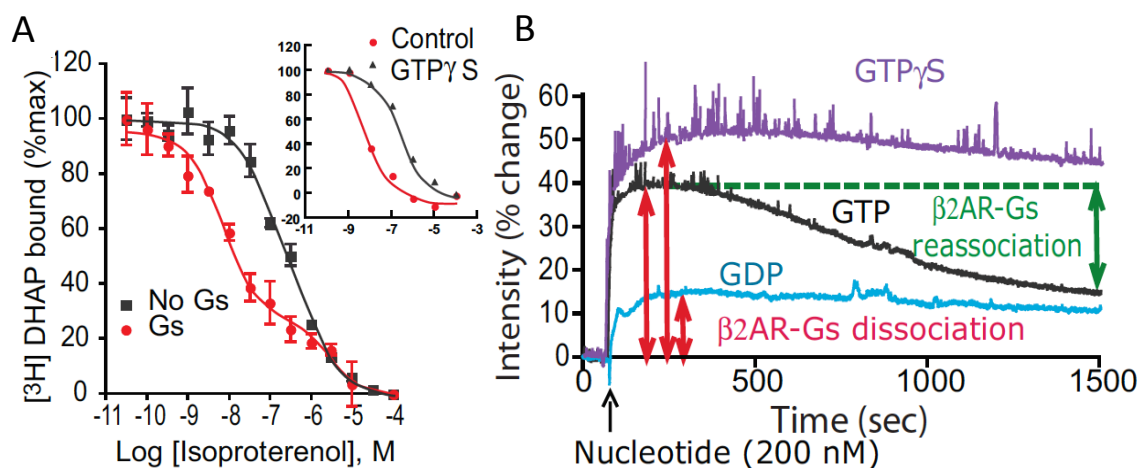 A
[3H] DHAP bound (%max)
120
100
80
60
40
20
0
-11 -10 -9 -8 -7 -6 -5 -4
Log [Isoproterenol], M
No Gs
Gs
Control
GTPγ S
120
100
80
60
40
20
0
-20
-11 -9 -7 -5 -3
B
Intensity (% change)
60
50
40
30
20
10
0
GTPγS
GTP
GDP
β2AR-Gs
reassociation
β2AR-Gs dissociation
0 500 1000 1500
Time (sec)
Nucleotide (200 nM)